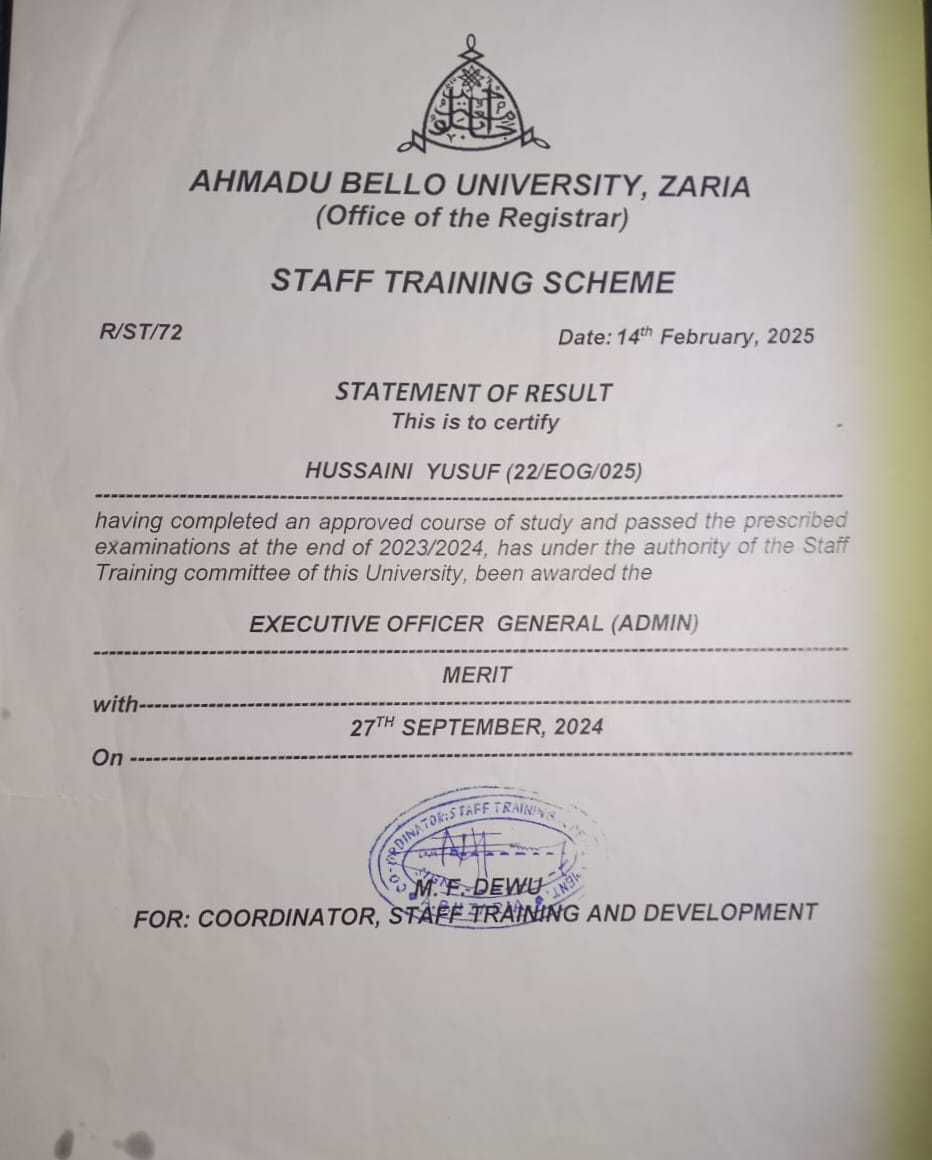 AHMADU BELLO UNIVERSITY, ZARIA
(Office of the Registrar)
STAFF TRAINING SCHEME
R/ST/72
Date: 14th February, 2025
STATEMENT OF RESULT
This is to certify
HUSSAINI YUSUF (22/EOG/025)
having completed an approved course of study and passed the prescribed
examinations at the end of 2023/2024, has under the authority of the Staff
Training committee of this University, been awarded the
EXECUTIVE OFFICER GENERAL (ADMIN)
MERIT
with
27TH SEPTEMBER, 2024
On
CO-ORDINATOR: STAFF TRAINING
M. F. DEWU
FOR: COORDINATOR, STAFF TRAINING AND DEVELOPMENT